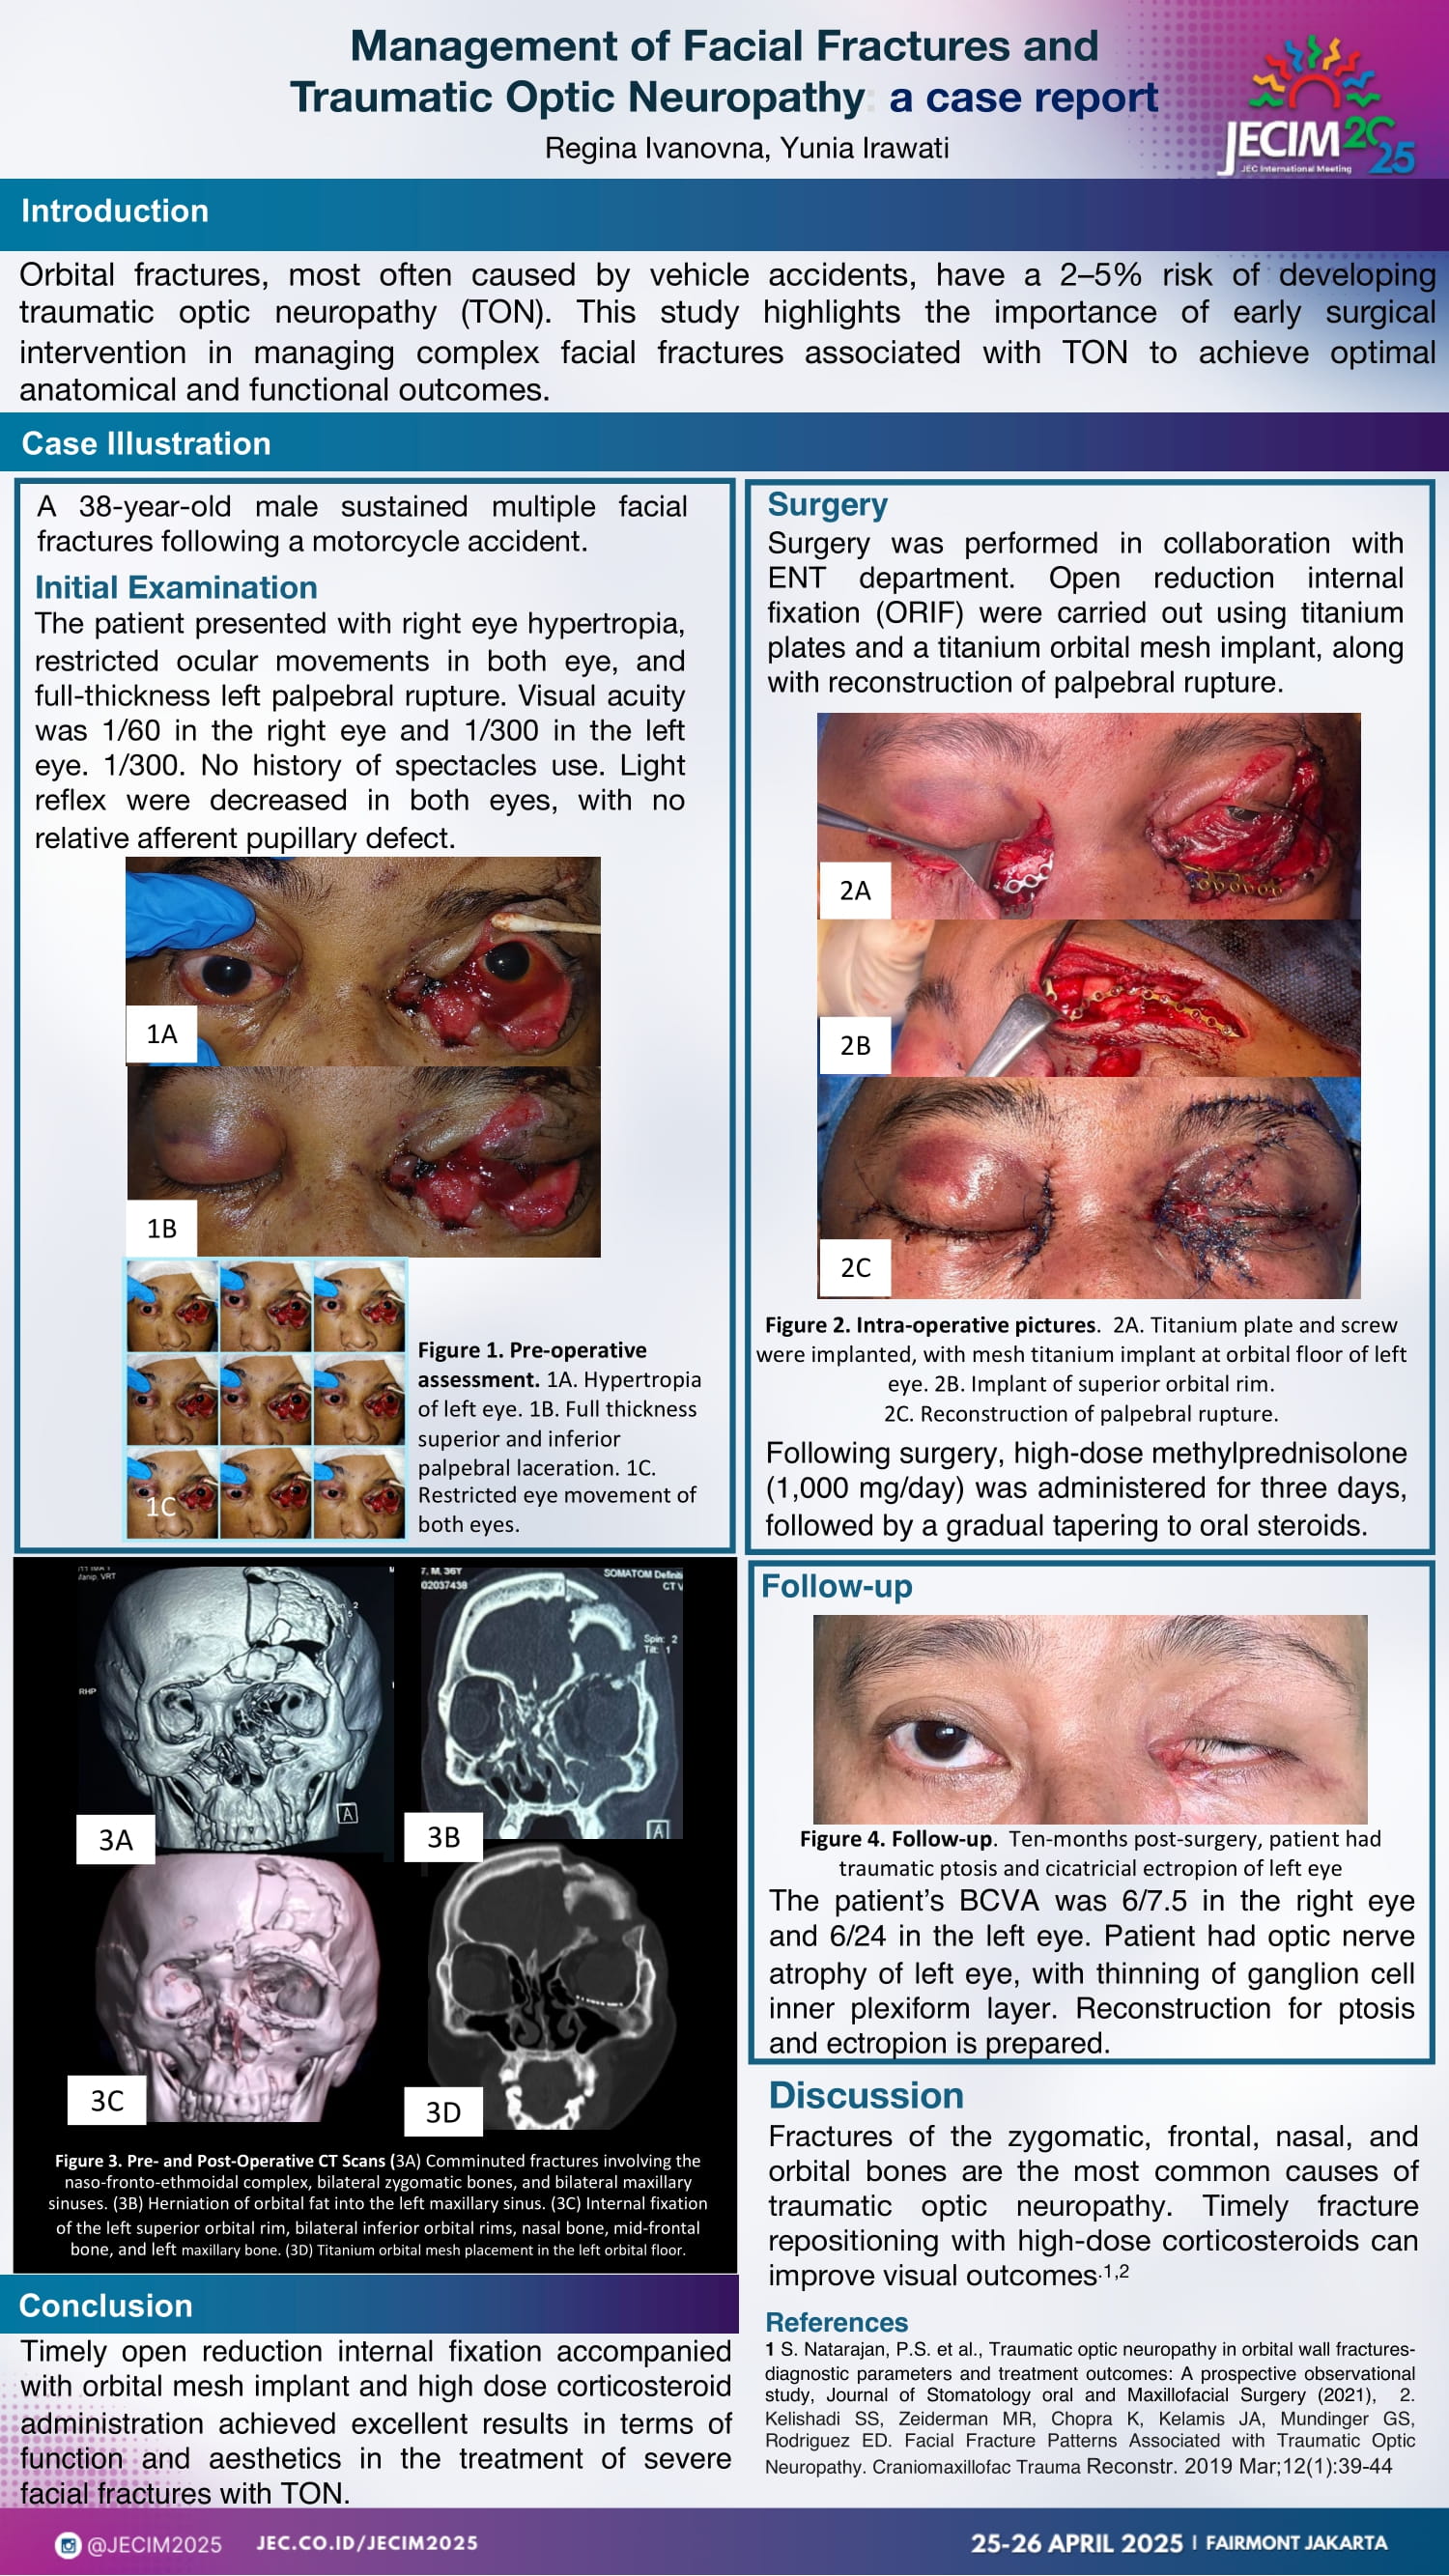 Management of Facial Fractures and
Traumatic Optic Neuropathy: a case report
Regina Ivanovna, Yunia Irawati
JECIM 2025
JEC International Meeting
Introduction
Orbital fractures, most often caused by vehicle accidents, have a 2–5% risk of developing
traumatic optic neuropathy (TON). This study highlights the importance of early surgical
intervention in managing complex facial fractures associated with TON to achieve optimal
anatomical and functional outcomes.
Case Illustration
A 38-year-old male sustained multiple facial
fractures following a motorcycle accident.
Initial Examination
The patient presented with right eye hypertropia,
restricted ocular movements in both eye, and
full-thickness left palpebral rupture. Visual acuity
was 1/60 in the right eye and 1/300 in the left
eye. 1/300. No history of spectacles use. Light
reflex were decreased in both eyes, with no
relative afferent pupillary defect.
1A
1B
1C
Figure 1. Pre-operative
assessment. 1A. Hypertropia
of left eye. 1B. Full thickness
superior and inferior
palpebral laceration. 1C.
Restricted eye movement of
both eyes.
Manip. VRT
Spin: 2
5
RHP
A
3A
7, M, 36Y
02037438
SOMATOM Definit
CT V
Spin: 2
Tilt: 1
A
3B
3C
3D
Figure 3. Pre- and Post-Operative CT Scans (3A) Comminuted fractures involving the
naso-fronto-ethmoidal complex, bilateral zygomatic bones, and bilateral maxillary
sinuses. (3B) Herniation of orbital fat into the left maxillary sinus. (3C) Internal fixation
of the left superior orbital rim, bilateral inferior orbital rims, nasal bone, mid-frontal
bone, and left maxillary bone. (3D) Titanium orbital mesh placement in the left orbital floor.
Conclusion
Timely open reduction internal fixation accompanied
with orbital mesh implant and high dose corticosteroid
administration achieved excellent results in terms of
function and aesthetics in the treatment of severe
facial fractures with TON.
Surgery
Surgery was performed in collaboration with
ENT department. Open reduction internal
fixation (ORIF) were carried out using titanium
plates and a titanium orbital mesh implant, along
with reconstruction of palpebral rupture.
2A
2B
2C
Figure 2. Intra-operative pictures. 2A. Titanium plate and screw
were implanted, with mesh titanium implant at orbital floor of left
eye. 2B. Implant of superior orbital rim.
2C. Reconstruction of palpebral rupture.
Following surgery, high-dose methylprednisolone
(1,000 mg/day) was administered for three days,
followed by a gradual tapering to oral steroids.
Follow-up
Figure 4. Follow-up. Ten-months post-surgery, patient had
traumatic ptosis and cicatricial ectropion of left eye
The patient's BCVA was 6/7.5 in the right eye
and 6/24 in the left eye. Patient had optic nerve
atrophy of left eye, with thinning of ganglion cell
inner plexiform layer. Reconstruction for ptosis
and ectropion is prepared.
Discussion
Fractures of the zygomatic, frontal, nasal, and
orbital bones are the most common causes of
traumatic optic neuropathy. Timely fracture
repositioning with high-dose corticosteroids can
improve visual outcomes.1,2
References
1 S. Natarajan, P.S. et al., Traumatic optic neuropathy in orbital wall fractures-
diagnostic parameters and treatment outcomes: A prospective observational
study, Journal of Stomatology oral and Maxillofacial Surgery (2021), 2.
Kelishadi SS, Zeiderman MR, Chopra K, Kelamis JA, Mundinger GS,
Rodriguez ED. Facial Fracture Patterns Associated with Traumatic Optic
Neuropathy. Craniomaxillofac Trauma Reconstr. 2019 Mar;12(1):39-44
@JECIM2025 JEC.CO.ID/JECIM2025
25-26 APRIL 2025 | FAIRMONT JAKARTA